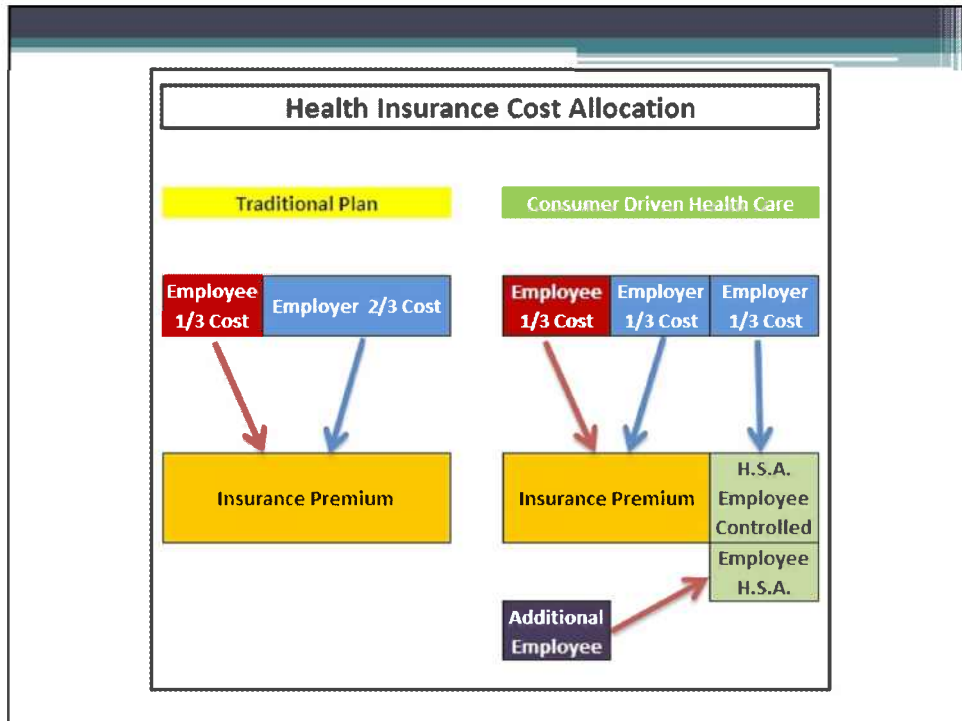 Health Insurance Cost Allocation
Traditional Plan
Consumer Driven Health Care
Employee
1/3 Cost
Employer 2/3 Cost
Employee
1/3 Cost
Employer
1/3 Cost
Employer
1/3 Cost
Insurance Premium
Insurance Premium
H.S.A.
Employee
Controlled
Employee
H.S.A.
Additional
Employee